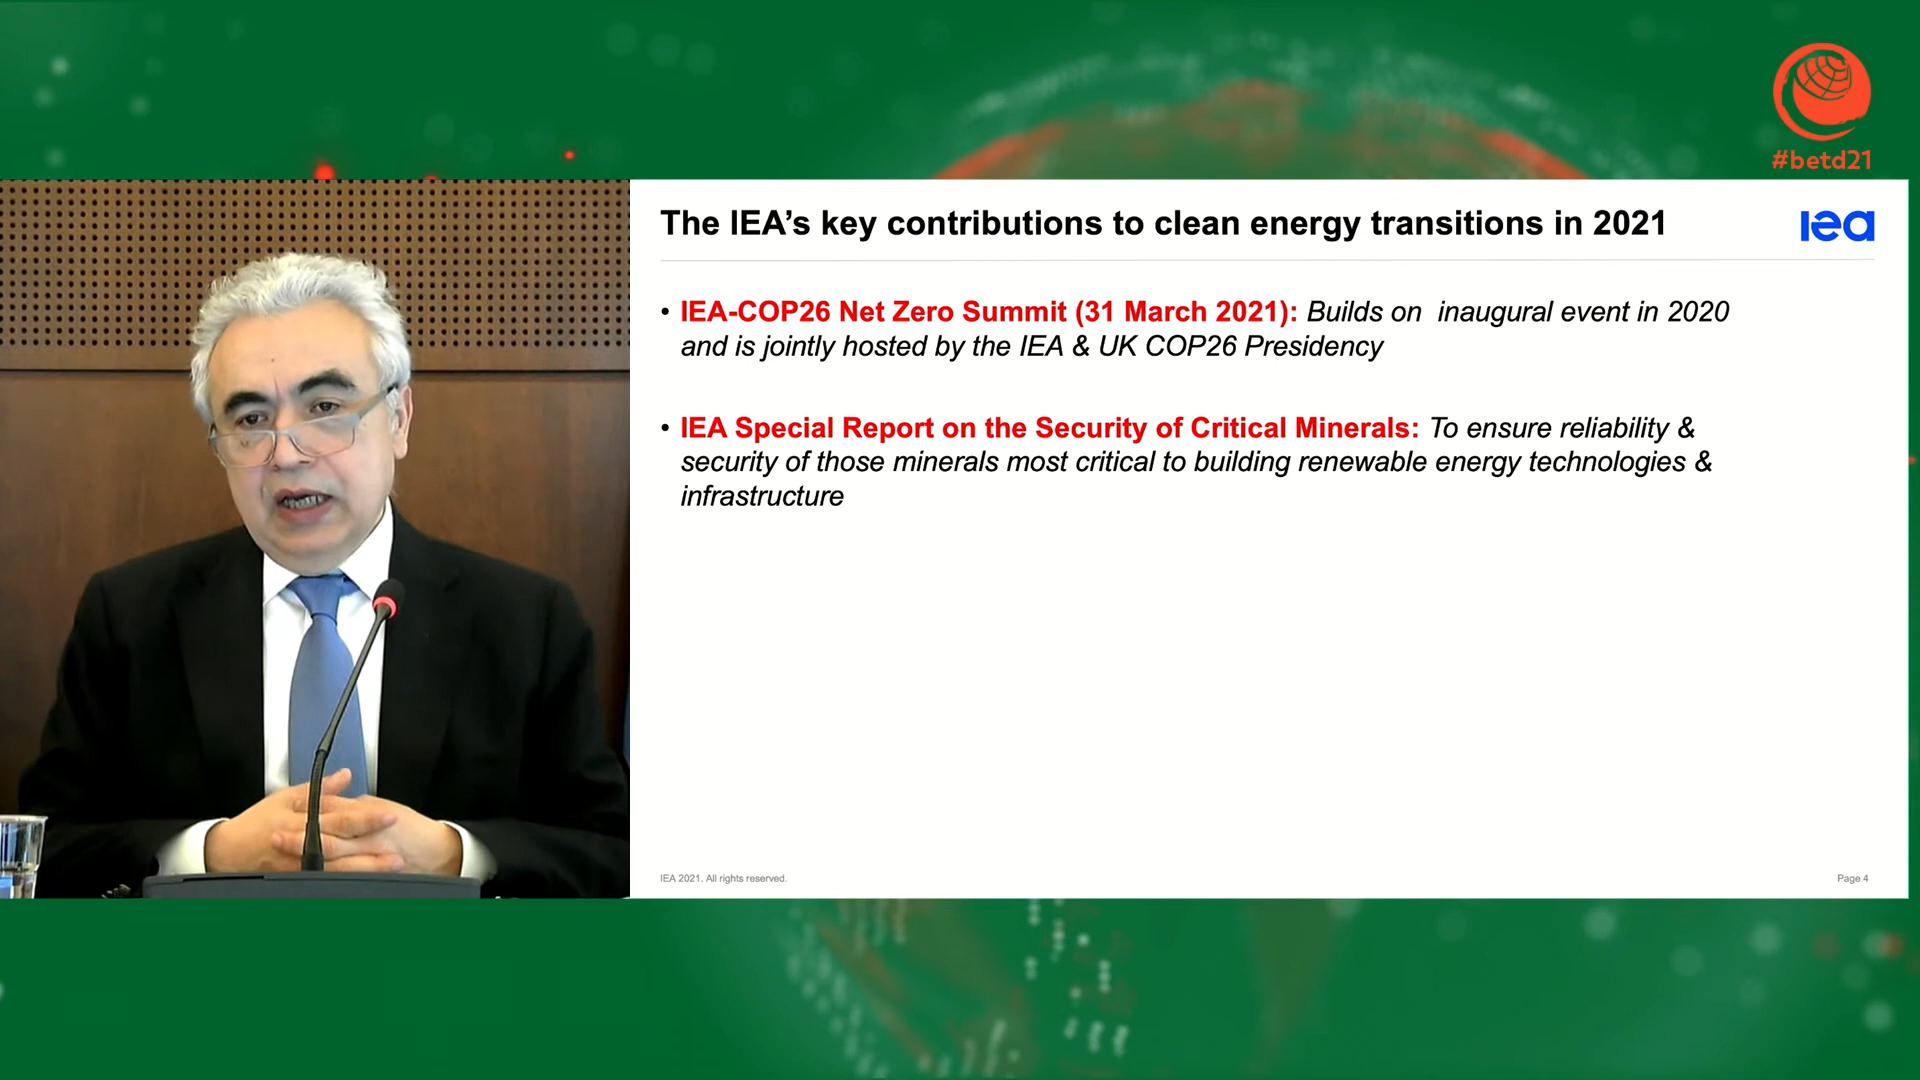 #betd21
The IEA’s key contributions to clean energy transitions in 2021
iea
• IEA-COP26 Net Zero Summit (31 March 2021): Builds on  inaugural event in 2020
and is jointly hosted by the IEA & UK COP26 Presidency
• IEA Special Report on the Security of Critical Minerals: To ensure reliability &
security of those minerals most critical to building renewable energy technologies &
infrastructure
IEA 2021. All rights reserved.
Page 4